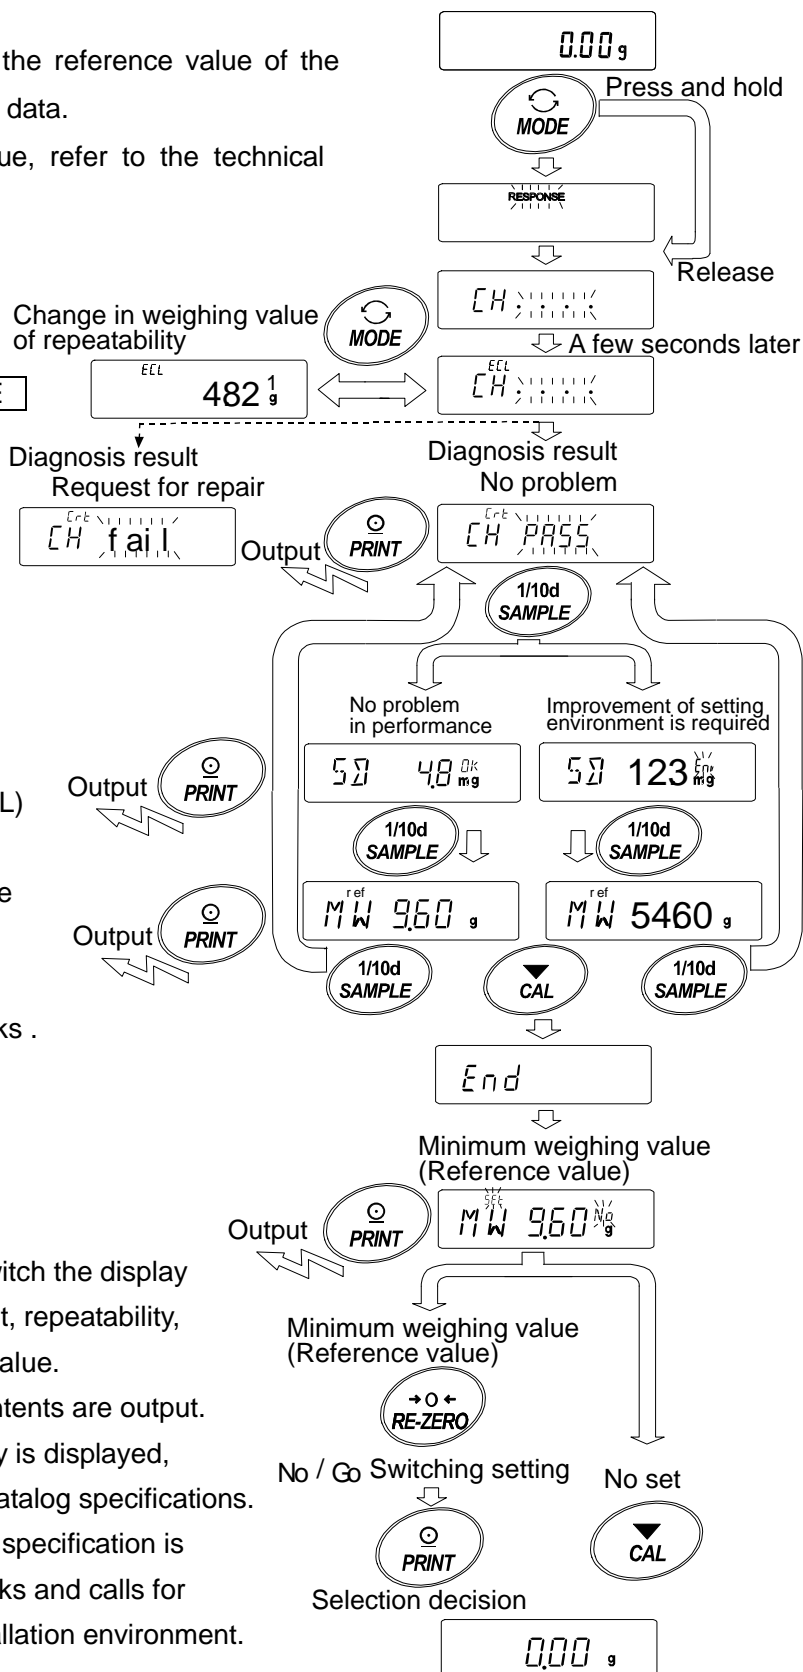 0.00 g
the reference value of the
Press and hold
MODE
data.
ue, refer to the technical
RESPONSE
Release
CH
Change in weighing value
of repeatability
MODE
A few seconds later
E
ECL
482 1 g
ECL
CH
Diagnosis result
Request for repair
Diagnosis result
No problem
Crt
CH fail
Output
PRINT
Crt
CH PASS
1/10d
SAMPLE
No problem
in performance
Improvement of setting
environment is required
Output
PRINT
SD 4.8 OK mg
SD 123 mg
L)
1/10d
SAMPLE
1/10d
SAMPLE
e
Output
PRINT
ref
MW 9.60 g
ref
MW 5460 g
1/10d
SAMPLE
CAL
1/10d
SAMPLE
ks .
End
Minimum weighing value
(Reference value)
Output
PRINT
SEt
MW 9.60 No g
vitch the display
t, repeatability,
alue.
ntents are output.
y is displayed,
atalog specifications.
specification is
ks and calls for
allation environment.
Minimum weighing value
(Reference value)
→0←
RE-ZERO
No / Go Switching setting
No set
PRINT
CAL
Selection decision
0.00 g